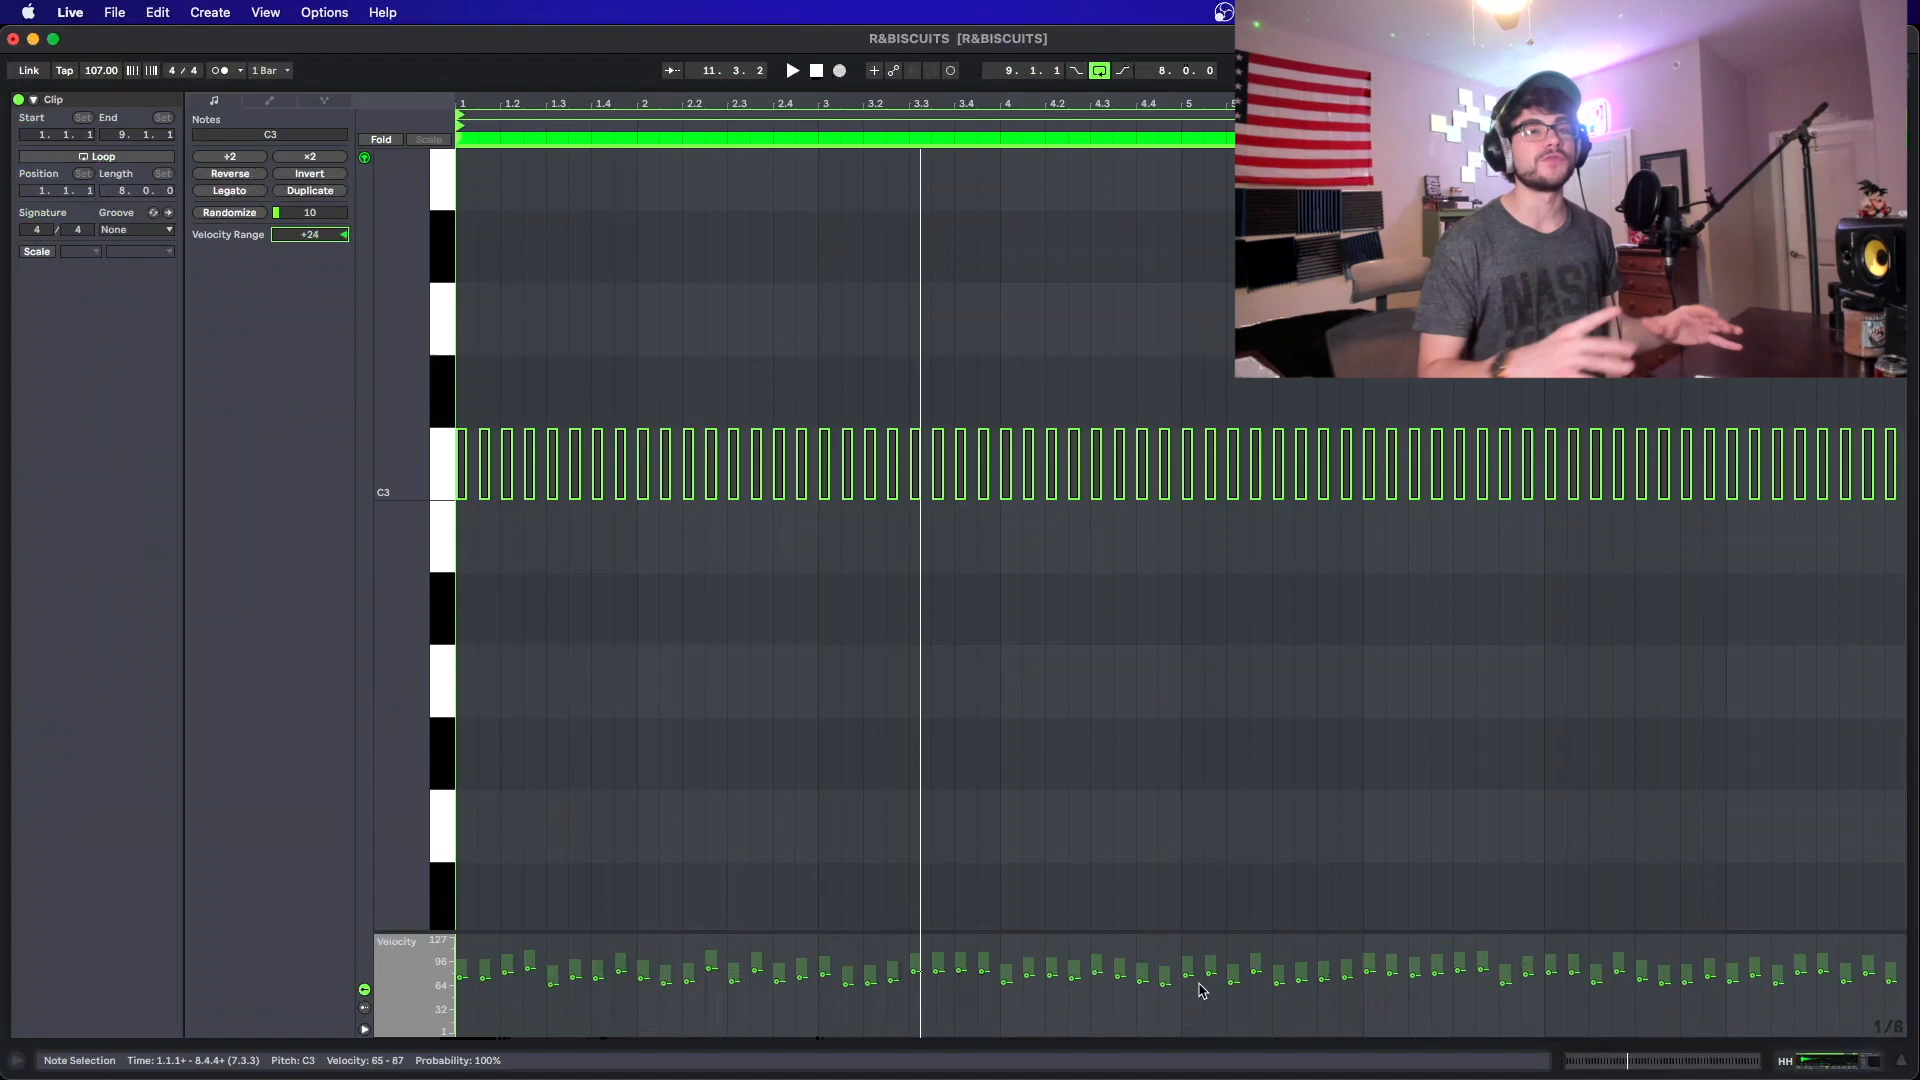 Live File Edit Create View Options Help
R&BISCUITS [R&BISCUITS]
Link Tap 107.00 4 / 4 1 Bar 11. 3. 2 9. 1. 1 8. 0. 0
Clip
Start Set End Set
1. 1. 1 9. 1. 1
Loop
Position Set Length Set
1. 1. 1 8. 0. 0
Signature Groove
4 / 4 None
Scale
Notes
C3
÷2 ×2
Reverse Invert
Legato Duplicate
Randomize 10
Velocity Range +24
Fold Scale
1 1.2 1.3 1.4 2 2.2 2.3 2.4 3 3.2 3.3 3.4 4 4.2 4.3 4.4 5
C3
NASH
Velocity 127
96
64
32
1
1/8
Note Selection Time: 1.1.1+ - 8.4.4+ (7.3.3) Pitch: C3 Velocity: 65 - 87 Probability: 100%
HH